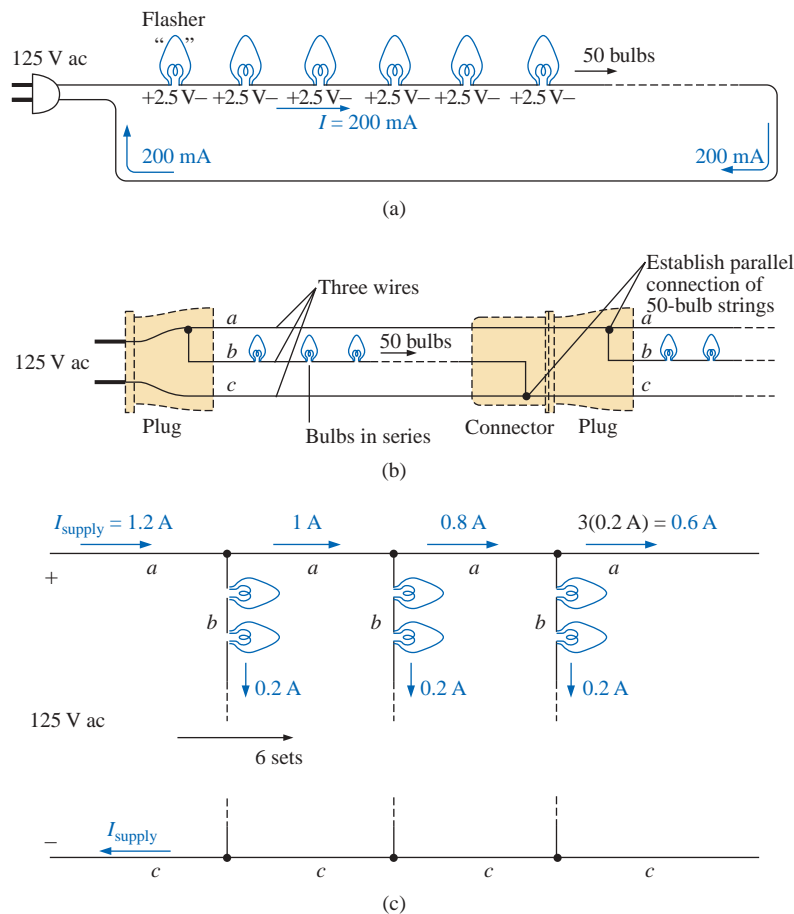 Flasher
“ ”
125 V ac
50 bulbs
+2.5 V– +2.5 V– +2.5 V– +2.5 V– +2.5 V– +2.5 V–
I = 200 mA
200 mA
200 mA
(a)
Establish parallel
connection of
50-bulb strings
Three wires
a
a
50 bulbs
b
b
125 V ac
c
c
Plug
Bulbs in series
Connector
Plug
(b)
Isupply = 1.2 A
1 A
0.8 A
3(0.2 A) = 0.6 A
+
a
a
a
a
b
b
b
0.2 A
0.2 A
0.2 A
125 V ac
6 sets
–
Isupply
c
c
c
c
(c)